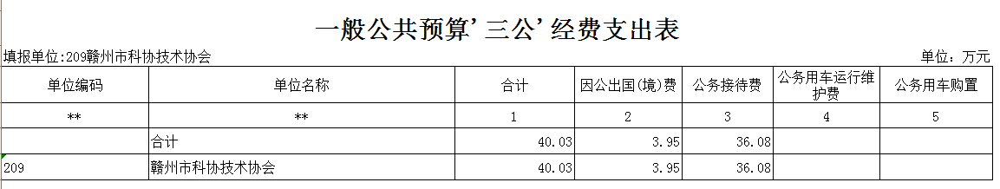 一般公共预算'三公'经费支出表
填报单位:209赣州市科协技术协会 单位：万元
单位编码 单位名称 合计 因公出国(境)费 公务接待费 公务用车运行维护费 公务用车购置
** ** 1 2 3 4 5
合计 40.03 3.95 36.08
209 赣州市科协技术协会 40.03 3.95 36.08